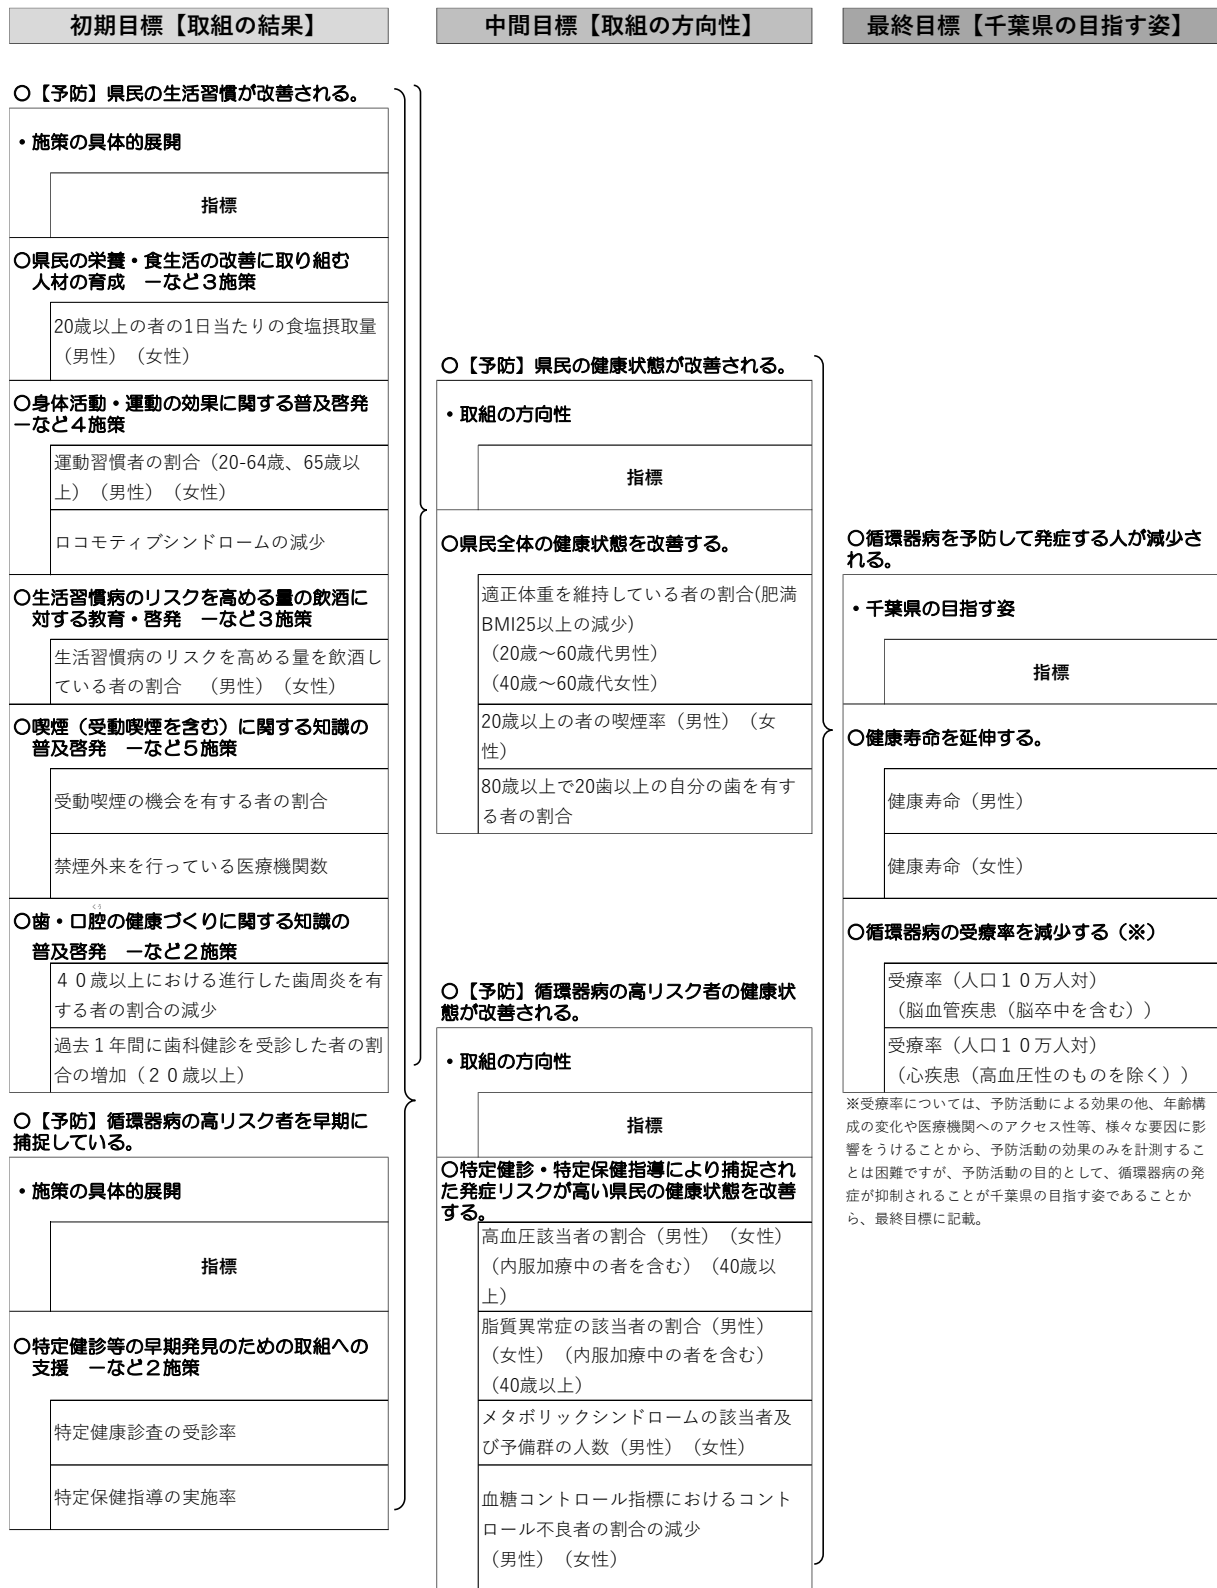 初期目標【取組の結果】
〇【予防】県民の生活習慣が改善される。
・施策の具体的展開
指標
〇県民の栄養・食生活の改善に取り組む
人材の育成　ーなど３施策
20歳以上の者の1日当たりの食塩摂取量
（男性）（女性）
〇身体活動・運動の効果に関する普及啓発
ーなど４施策
運動習慣者の割合（20-64歳、65歳以
上）（男性）（女性）
ロコモティブシンドロームの減少
〇生活習慣病のリスクを高める量の飲酒に
対する教育・啓発　ーなど３施策
生活習慣病のリスクを高める量を飲酒し
ている者の割合　（男性）（女性）
〇喫煙（受動喫煙を含む）に関する知識の
普及啓発　ーなど５施策
受動喫煙の機会を有する者の割合
禁煙外来を行っている医療機関数
くう
〇歯・口腔の健康づくりに関する知識の
普及啓発　ーなど２施策
４０歳以上における進行した歯周炎を有
する者の割合の減少
過去１年間に歯科健診を受診した者の割
合の増加（２０歳以上）
〇【予防】循環器病の高リスク者を早期に
捕捉している。
・施策の具体的展開
指標
〇特定健診等の早期発見のための取組への
支援　ーなど２施策
特定健康診査の受診率
特定保健指導の実施率
中間目標【取組の方向性】
〇【予防】県民の健康状態が改善される。
・取組の方向性
指標
〇県民全体の健康状態を改善する。
適正体重を維持している者の割合(肥満
BMI25以上の減少)
（20歳～60歳代男性）
（40歳～60歳代女性）
20歳以上の者の喫煙率（男性）（女
性）
80歳以上で20歯以上の自分の歯を有す
る者の割合
〇【予防】循環器病の高リスク者の健康状
態が改善される。
・取組の方向性
指標
〇特定健診・特定保健指導により捕捉され
た発症リスクが高い県民の健康状態を改善
する。
高血圧該当者の割合（男性）（女性）
（内服加療中の者を含む）（40歳以
上）
脂質異常症の該当者の割合（男性）
（女性）（内服加療中の者を含む）
（40歳以上）
メタボリックシンドロームの該当者及
び予備群の人数（男性）（女性）
血糖コントロール指標におけるコント
ロール不良者の割合の減少
（男性）（女性）
最終目標【千葉県の目指す姿】
〇循環器病を予防して発症する人が減少さ
れる。
・千葉県の目指す姿
指標
〇健康寿命を延伸する。
健康寿命（男性）
健康寿命（女性）
〇循環器病の受療率を減少する（※）
受療率（人口１０万人対）
（脳血管疾患（脳卒中を含む））
受療率（人口１０万人対）
（心疾患（高血圧性のものを除く））
※受療率については、予防活動による効果の他、年齢構
成の変化や医療機関へのアクセス性等、様々な要因に影
響をうけることから、予防活動の効果のみを計測するこ
とは困難ですが、予防活動の目的として、循環器病の発
症が抑制されることが千葉県の目指す姿であることか
ら、最終目標に記載。